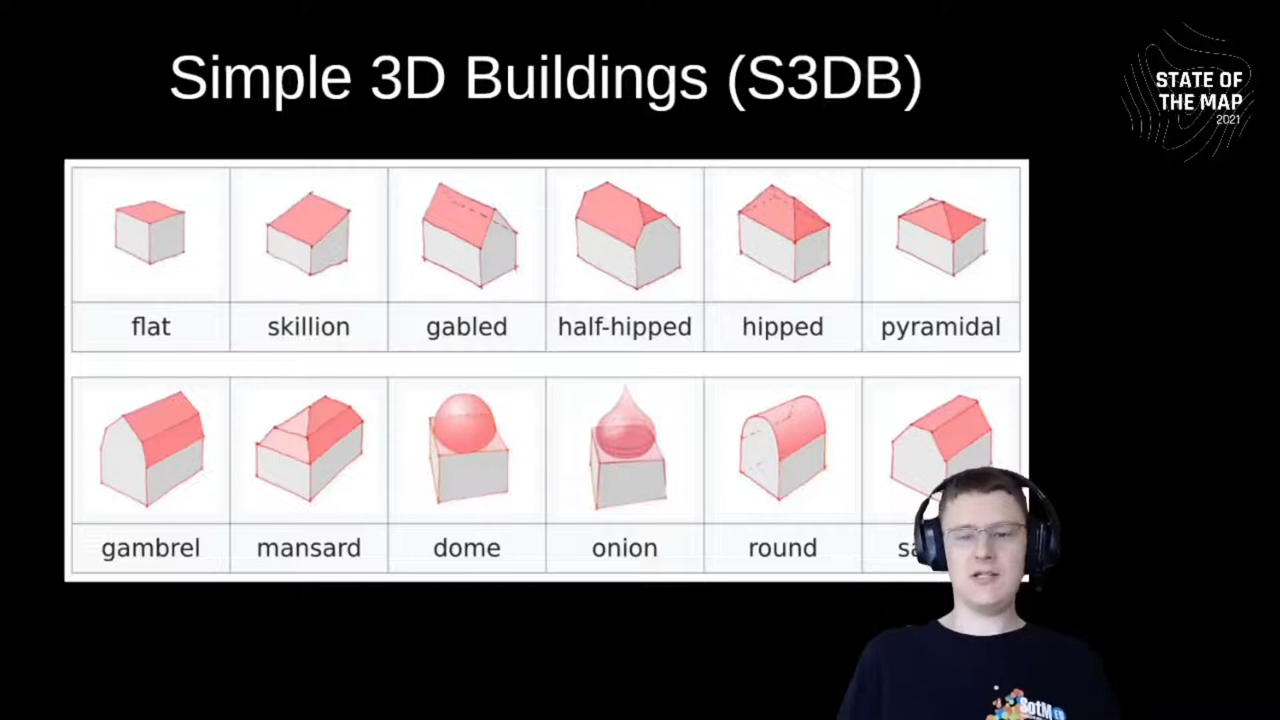 Simple 3D Buildings (S3DB)
STATE OF
THE MAP
2021
flat skillion gabled half-hipped hipped pyramidal
gambrel mansard dome onion round
SotM